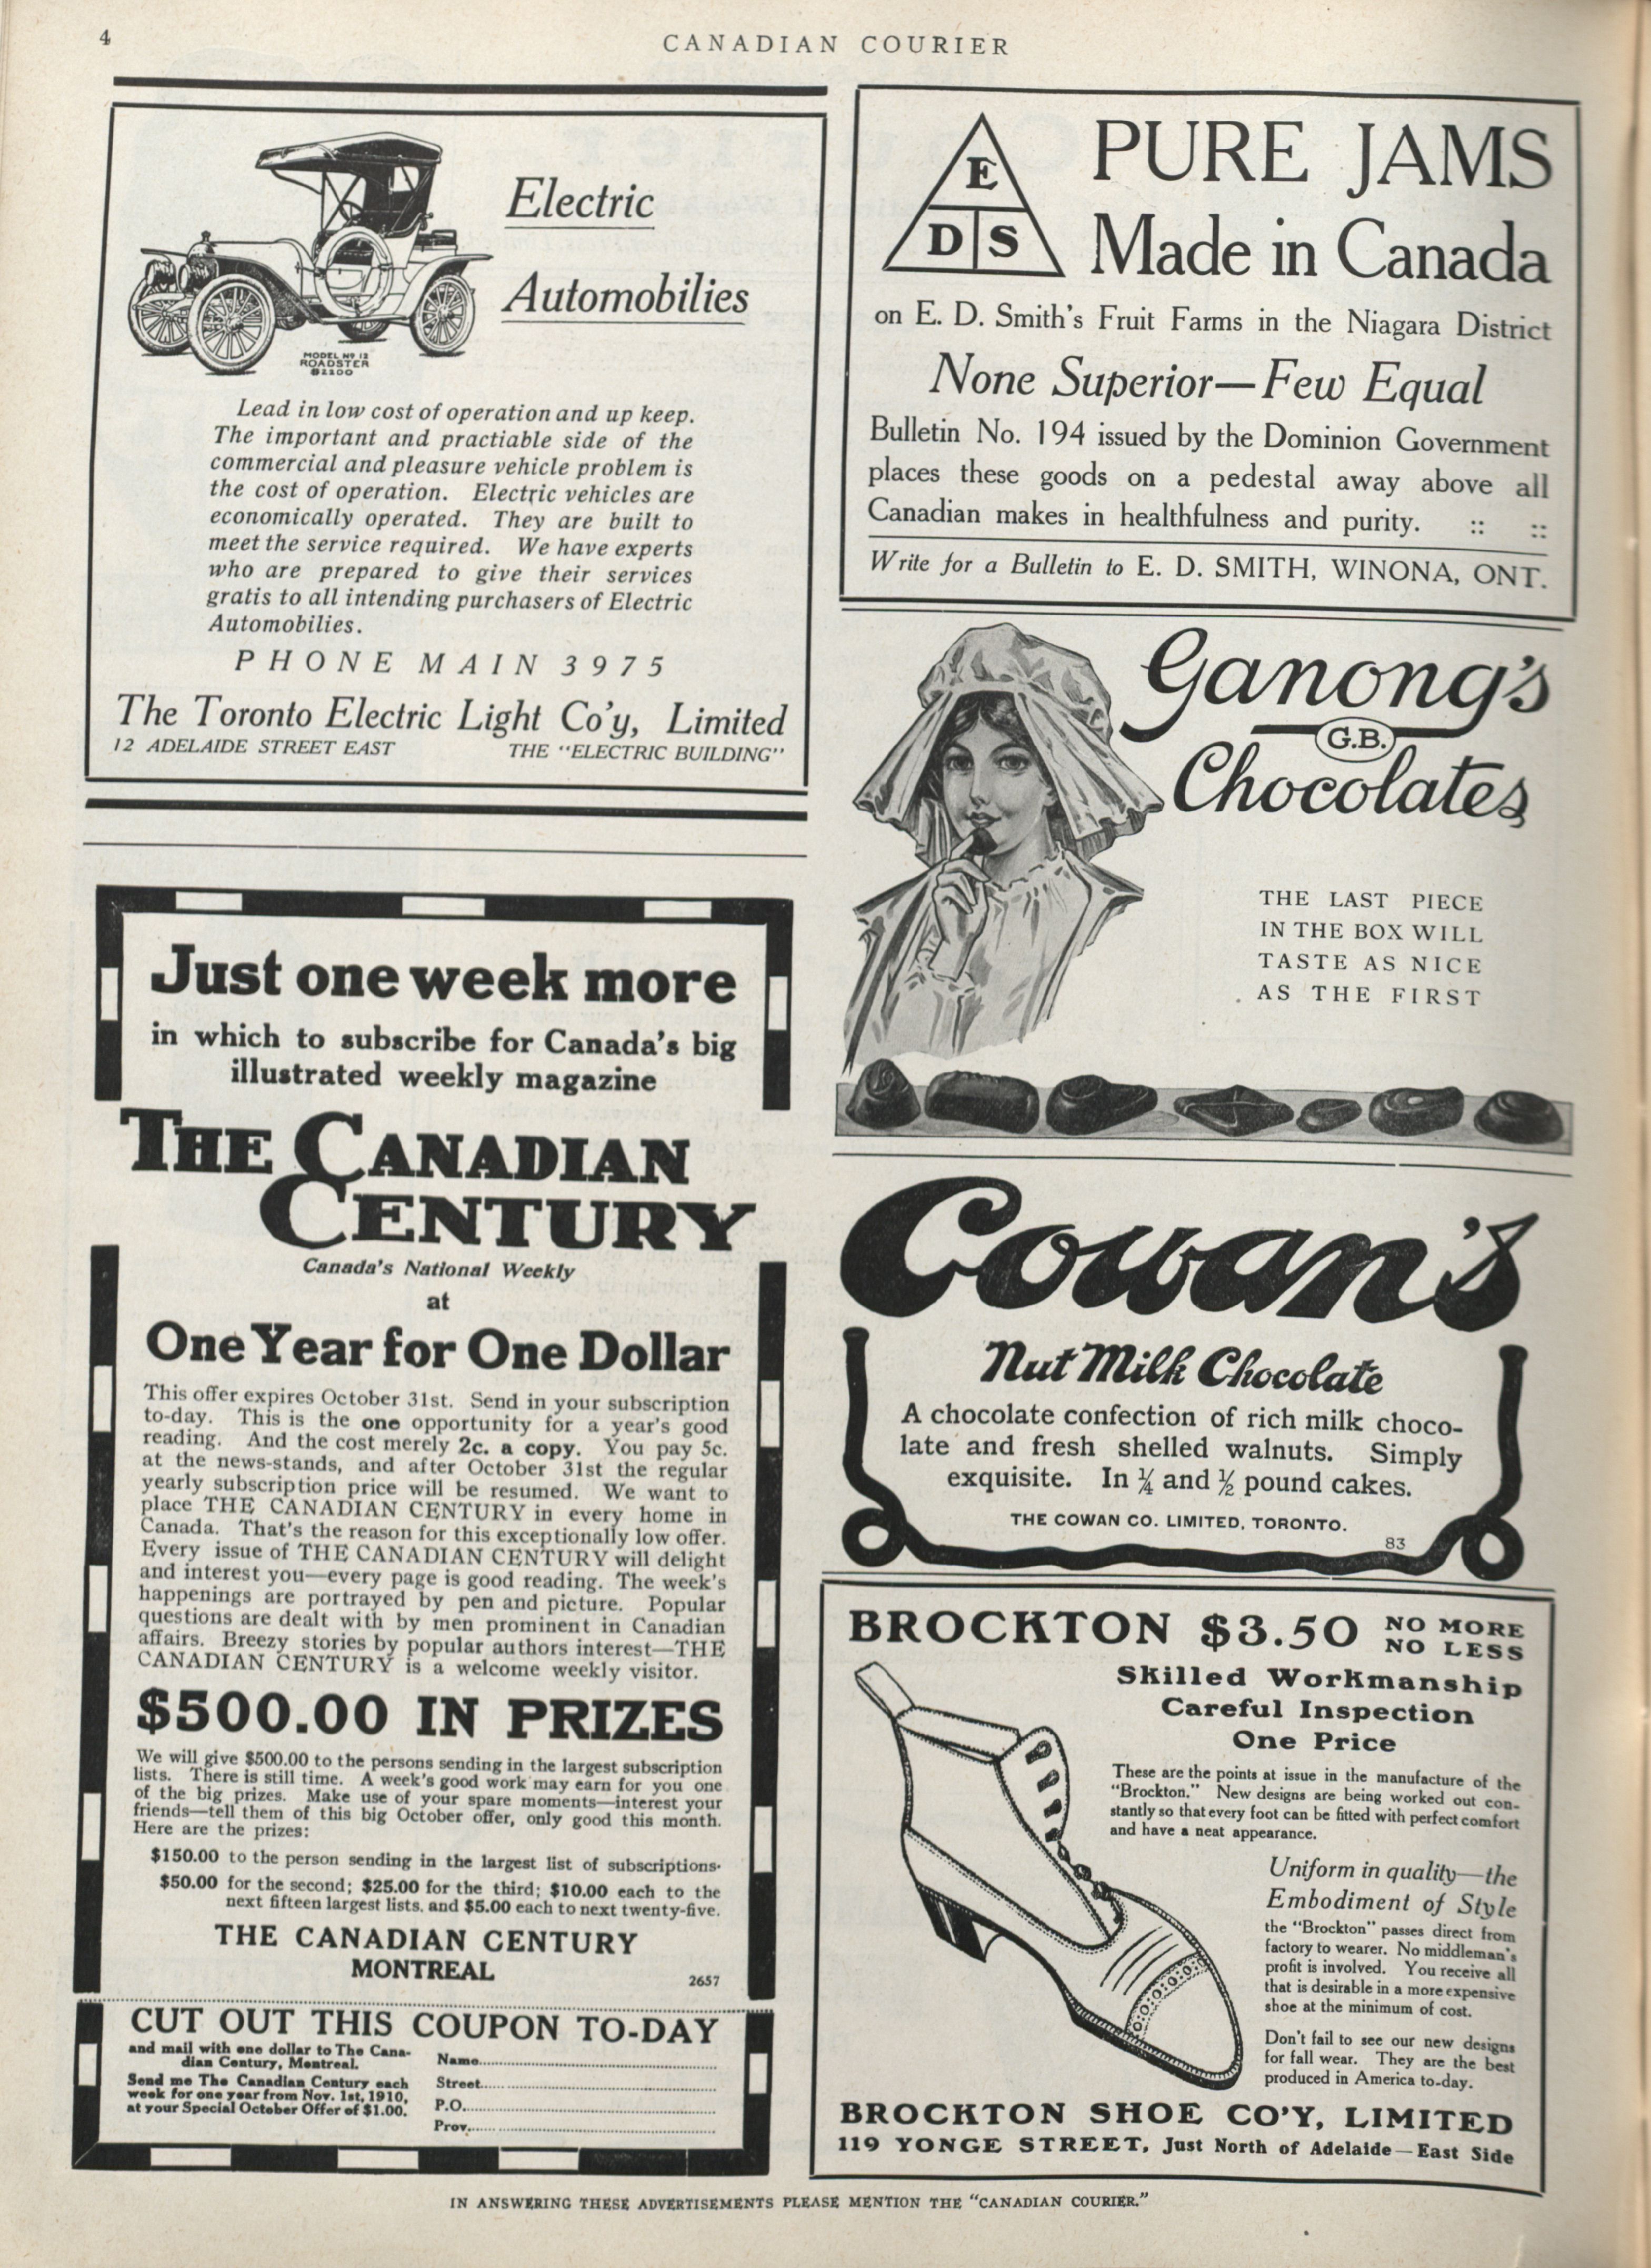 4
CANADIAN COURIER
Electric
Automobilies
MODEL Nº 12
ROADSTER
$2100
Lead in low cost of operation and up keep.
The important and practiable side of the
commercial and pleasure vehicle problem is
the cost of operation. Electric vehicles are
economically operated. They are built to
meet the service required. We have experts
who are prepared to give their services
gratis to all intending purchasers of Electric
Automobilies.
PHONE MAIN 3975
The Toronto Electric Light Co'y, Limited
12 ADELAIDE STREET EAST THE "ELECTRIC BUILDING"
Just one week more
in which to subscribe for Canada's big
illustrated weekly magazine
THE CANADIAN
CENTURY
Canada's National Weekly
at
One Year for One Dollar
This offer expires October 31st. Send in your subscription
to-day. This is the one opportunity for a year's good
reading. And the cost merely 2c. a copy. You pay 5c.
at the news-stands, and after October 31st the regular
yearly subscription price will be resumed. We want to
place THE CANADIAN CENTURY in every home in
Canada. That's the reason for this exceptionally low offer.
Every issue of THE CANADIAN CENTURY will delight
and interest you—every page is good reading. The week's
happenings are portrayed by pen and picture. Popular
questions are dealt with by men prominent in Canadian
affairs. Breezy stories by popular authors interest—THE
CANADIAN CENTURY is a welcome weekly visitor.
$500.00 IN PRIZES
We will give $500.00 to the persons sending in the largest subscription
lists. There is still time. A week's good work may earn for you one
of the big prizes. Make use of your spare moments—interest your
friends—tell them of this big October offer, only good this month.
Here are the prizes:
$150.00 to the person sending in the largest list of subscriptions.
$50.00 for the second; $25.00 for the third; $10.00 each to the
next fifteen largest lists, and $5.00 each to next twenty-five.
THE CANADIAN CENTURY
MONTREAL
2657
CUT OUT THIS COUPON TO-DAY
and mail with one dollar to The Cana-
dian Century, Montreal.
Send me The Canadian Century each
week for one year from Nov. 1st, 1910,
at your Special October Offer of $1.00.
Name
Street
P.O.
Prov.
E
D S
PURE JAMS
Made in Canada
on E. D. Smith's Fruit Farms in the Niagara District
None Superior—Few Equal
Bulletin No. 194 issued by the Dominion Government
places these goods on a pedestal away above all
Canadian makes in healthfulness and purity. :: ::
Write for a Bulletin to E. D. SMITH, WINONA, ONT.
Ganong's
G.B.
Chocolates
THE LAST PIECE
IN THE BOX WILL
TASTE AS NICE
AS THE FIRST
Cowan's
Nut Milk Chocolate
A chocolate confection of rich milk choco-
late and fresh shelled walnuts. Simply
exquisite. In ¼ and ½ pound cakes.
THE COWAN CO. LIMITED, TORONTO.
83
BROCKTON $3.50 NO MORE
NO LESS
Skilled Workmanship
Careful Inspection
One Price
These are the points at issue in the manufacture of the
"Brockton." New designs are being worked out con-
stantly so that every foot can be fitted with perfect comfort
and have a neat appearance.
Uniform in quality—the
Embodiment of Style
the "Brockton" passes direct from
factory to wearer. No middleman's
profit is involved. You receive all
that is desirable in a more expensive
shoe at the minimum of cost.
Don't fail to see our new designs
for fall wear. They are the best
produced in America to-day.
BROCKTON SHOE CO'Y, LIMITED
119 YONGE STREET, Just North of Adelaide—East Side
IN ANSWERING THESE ADVERTISEMENTS PLEASE MENTION THE "CANADIAN COURIER."